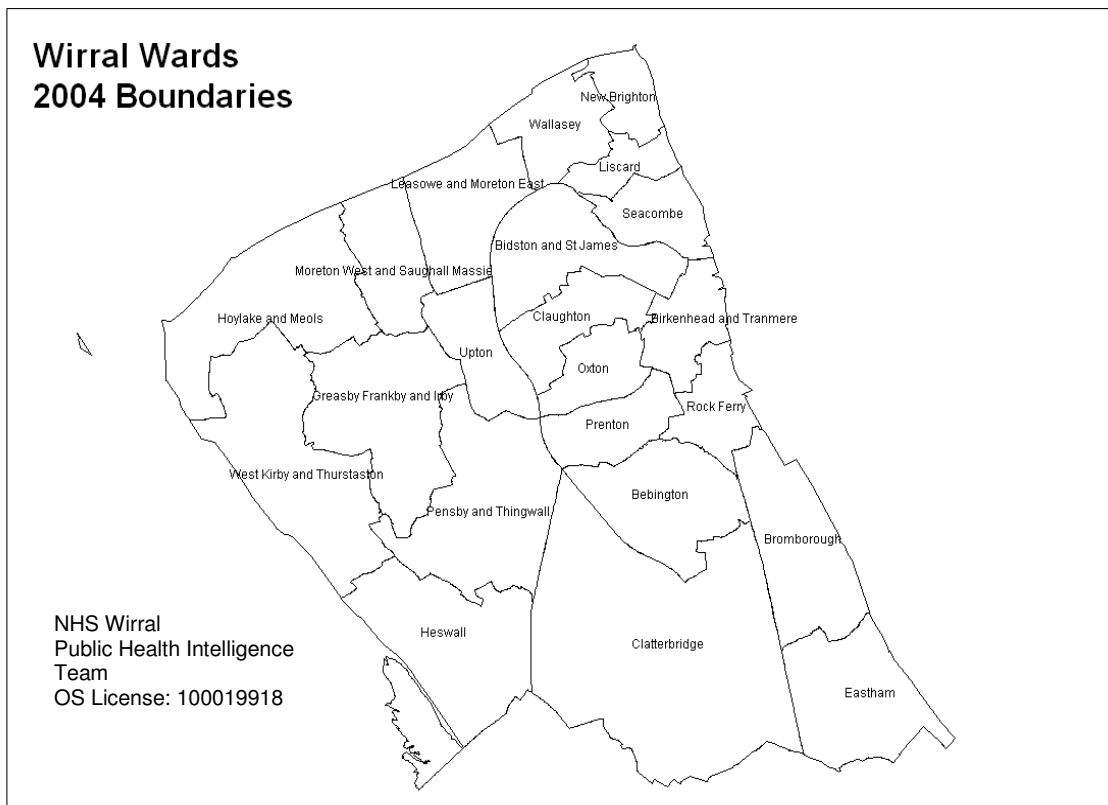 Wirral Wards
2004 Boundaries
New Brighton
Wallasey
Liscard
Leasowe and Moreton East
Seacombe
Bidston and St James
Moreton West and Saughall Massie
Hoylake and Meols
Claughton
Birkenhead and Tranmere
Upton
Oxton
Greasby Frankby and Irby
Rock Ferry
Prenton
West Kirby and Thurstaston
Bebington
Pensby and Thingwall
Bromborough
Heswall
Clatterbridge
Eastham
NHS Wirral
Public Health Intelligence
Team
OS License: 100019918